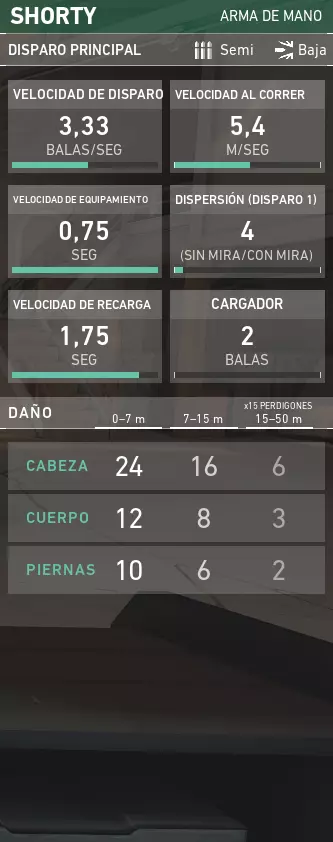 SHORTY ARMA DE MANO
DISPARO PRINCIPAL Semi Baja
VELOCIDAD DE DISPARO VELOCIDAD AL CORRER
3,33 5,4
BALAS/SEG M/SEG
VELOCIDAD DE EQUIPAMIENTO DISPERSIÓN (DISPARO 1)
0,75 4
SEG (SIN MIRA/CON MIRA)
VELOCIDAD DE RECARGA CARGADOR
1,75 2
SEG BALAS
x15 PERDIGONES
DAÑO 0–7 m 7–15 m 15–50 m
CABEZA 24 16 6
CUERPO 12 8 3
PIERNAS 10 6 2